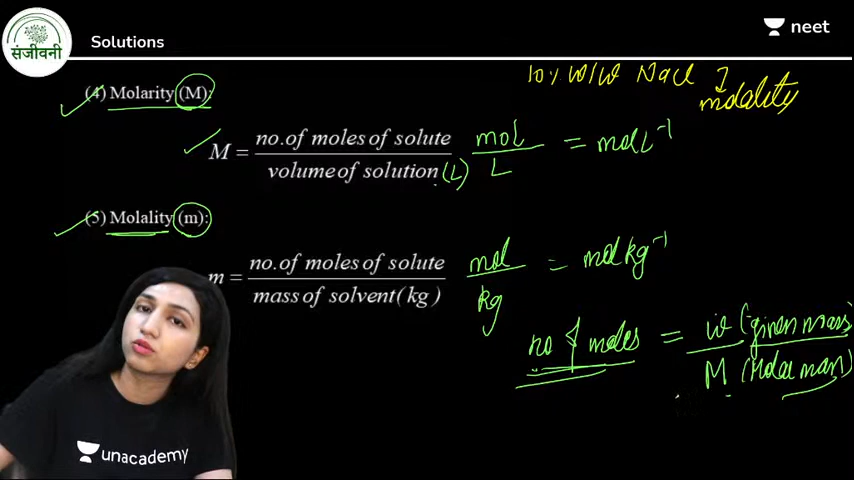 संजीवनी
Solutions
neet
10% W/W NaCl ] molality
(4) Molarity (M):
M = no. of moles of solute / volume of solution (L) mol / L = mol L⁻¹
(5) Molality (m):
m = no. of moles of solute / mass of solvent( kg ) mol / kg = mol kg⁻¹
no of moles = w (given mass) / M (Molar mass)
unacademy